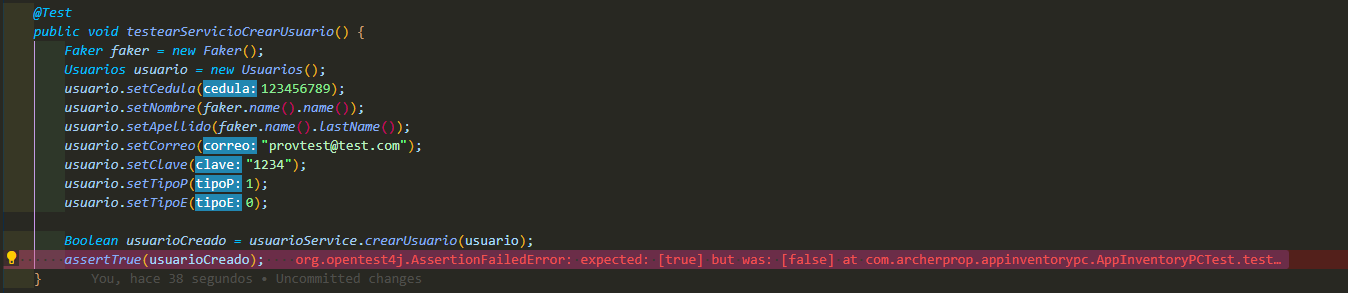 @Test
public void testearServicioCrearUsuario() {
Faker faker = new Faker();
Usuarios usuario = new Usuarios();
usuario.setCedula(cedula:123456789);
usuario.setNombre(faker.name().name());
usuario.setApellido(faker.name().lastName());
usuario.setCorreo(correo:"provtest@test.com");
usuario.setClave(clave:"1234");
usuario.setTipoP(tipoP:1);
usuario.setTipoE(tipoE:0);
Boolean usuarioCreado = usuarioService.crearUsuario(usuario);
assertTrue(usuarioCreado); org.opentest4j.AssertionFailedError: expected: [true] but was: [false] at com.archerprop.appinventorypc.AppInventoryPCTest.test…
} You, hace 38 segundos • Uncommitted changes